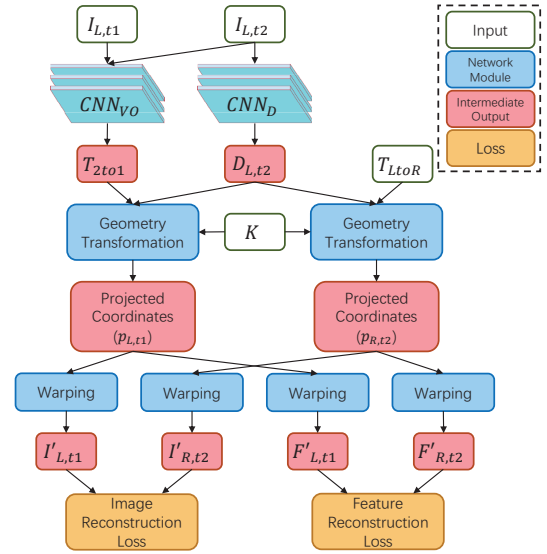 I_{L,t1}
I_{L,t2}
Input
Network
Module
Intermediate
Output
Loss
CNN_{VO}
CNN_D
T_{2to1}
D_{L,t2}
T_{LtoR}
Geometry
Transformation
K
Geometry
Transformation
Projected
Coordinates
(p_{L,t1})
Projected
Coordinates
(p_{R,t2})
Warping
Warping
Warping
Warping
I'_{L,t1}
I'_{R,t2}
F'_{L,t1}
F'_{R,t2}
Image
Reconstruction
Loss
Feature
Reconstruction
Loss